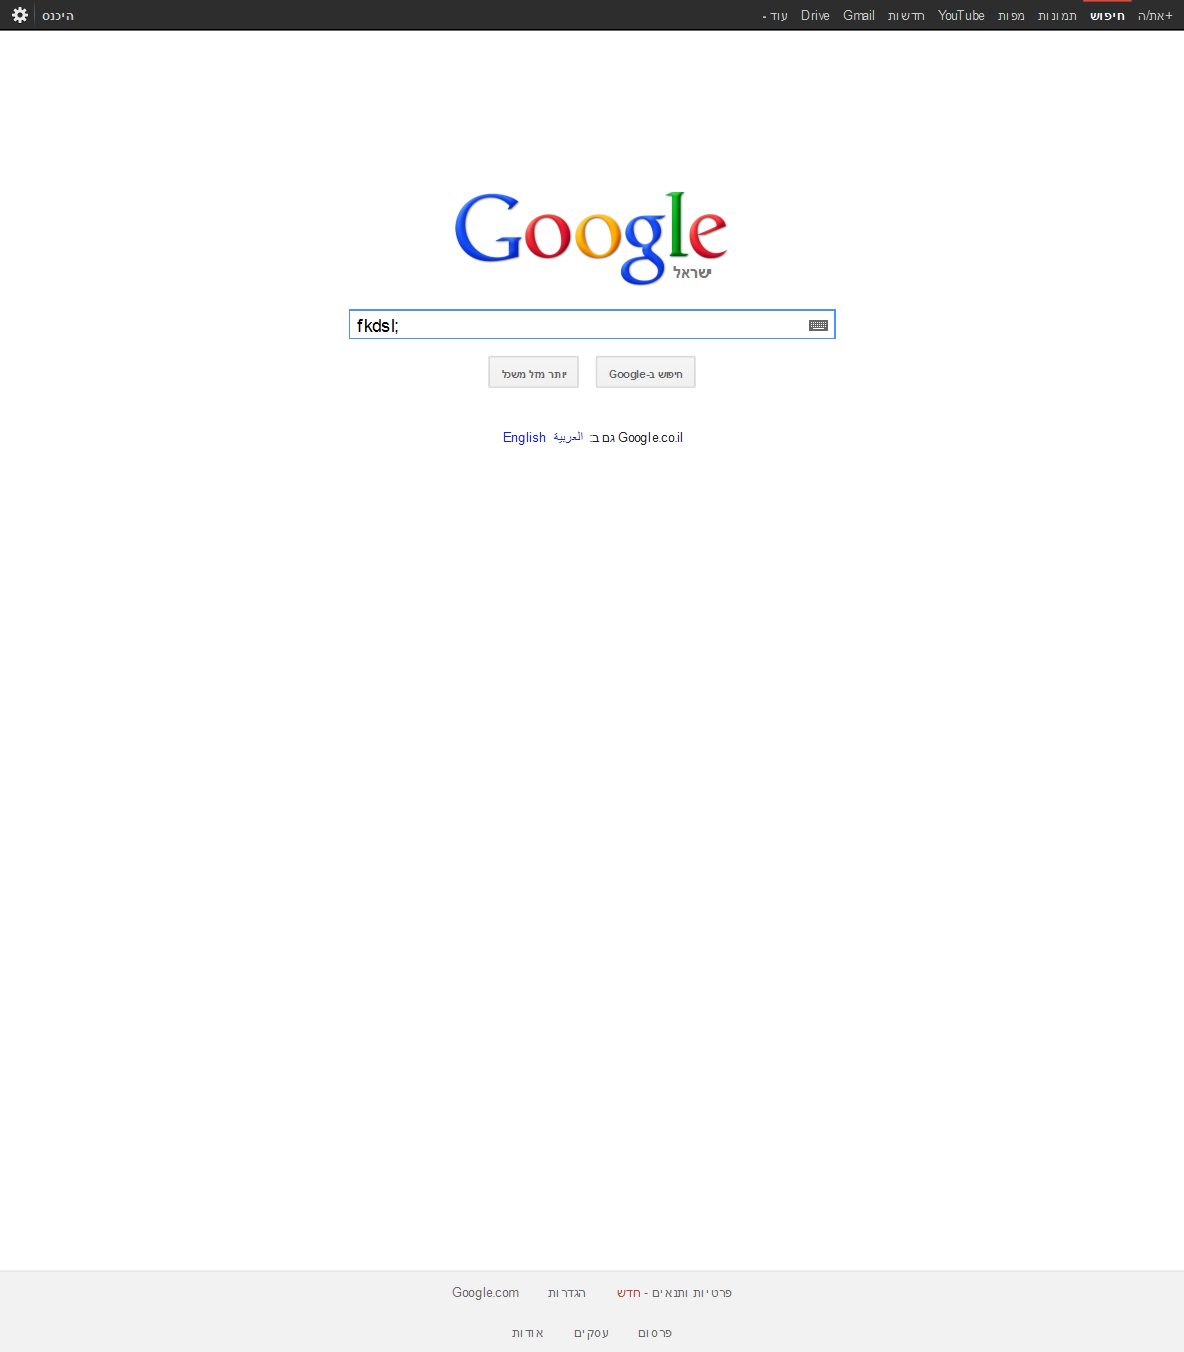 +את/ה חיפוש תמונות מפות YouTube חדשות Gmail Drive עוד - היכנס
Google
ישראל
fkdsl;
חיפוש ב-Google יותר מזל משכל
Google.co.il גם ב: العربية English
פרטיות ותנאים - חדש הגדרות Google.com
פרסום עסקים אודות